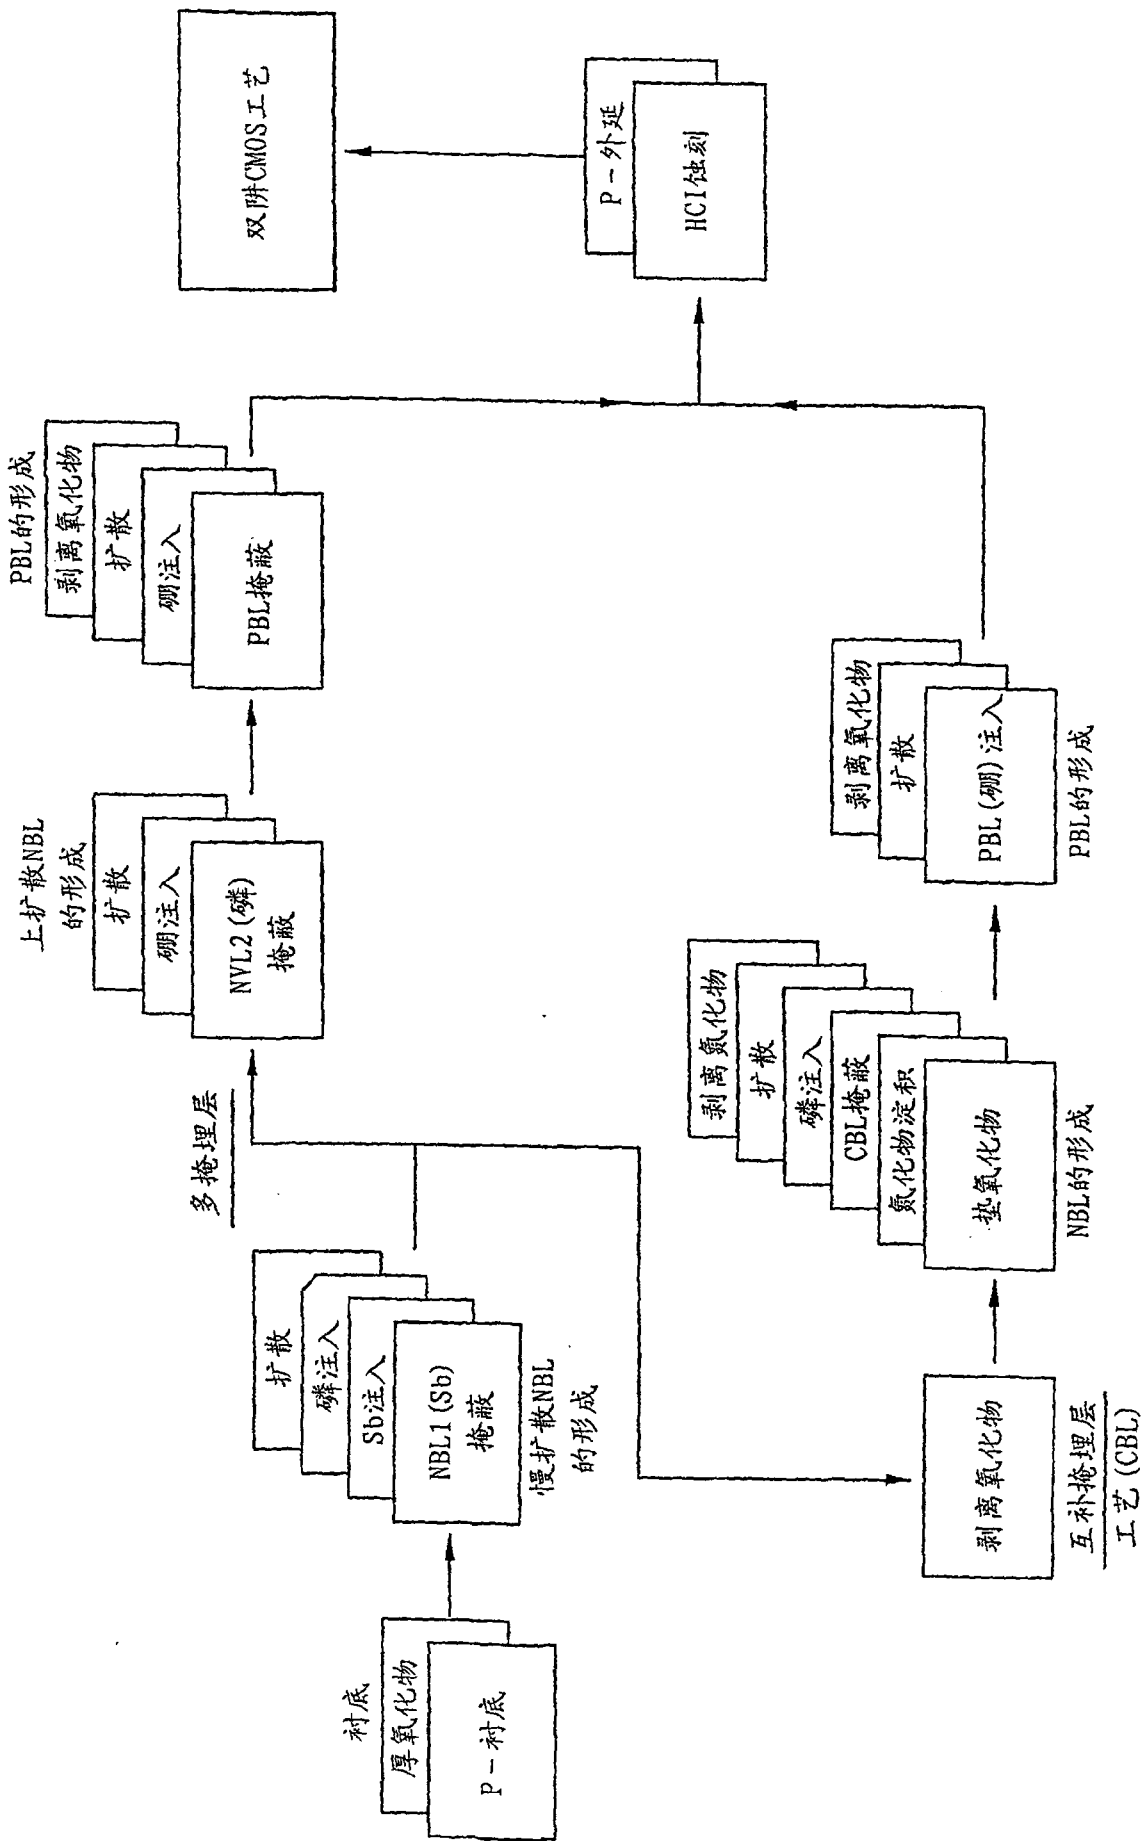 衬底
厚氧化物
P-衬底
扩散
磷注入
Sb注入
NBL1(Sb)
掩蔽
慢扩散NBL
的形成
多掩埋层
上扩散NBL
的形成
扩散
硼注入
NVL2(磷)
掩蔽
PBL的形成
剥离氧化物
扩散
硼注入
PBL掩蔽
剥离氧化物
互补掩埋层
工艺(CBL)
剥离氮化物
扩散
磷注入
CBL掩蔽
氮化物淀积
垫氧化物
NBL的形成
剥离氧化物
扩散
PBL(硼)注入
PBL的形成
P-外延
HCI蚀刻
双阱CMOS工艺